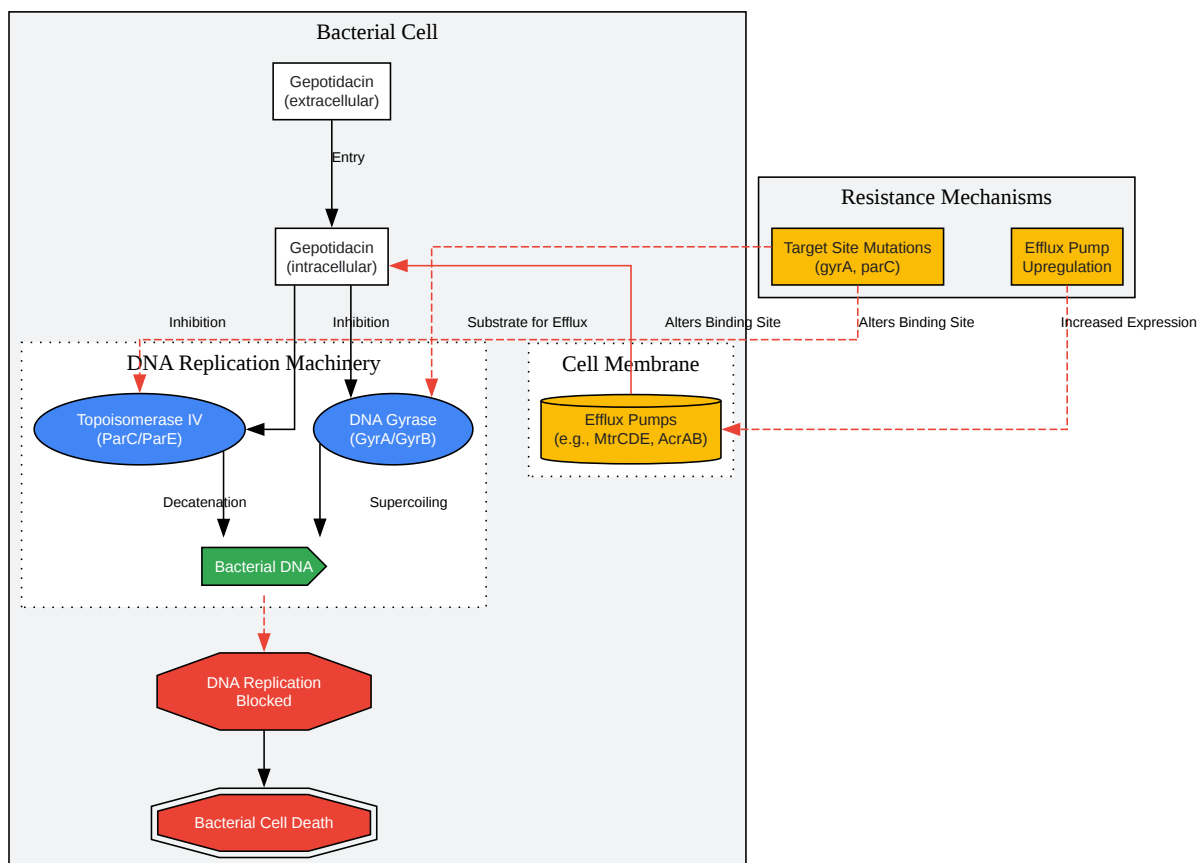 Bacterial Cell
Gepotidacin
(extracellular)
Entry
Resistance Mechanisms
Gepotidacin
(intracellular)
Target Site Mutations
(gyrA, parC)
Efflux Pump
Upregulation
Inhibition
Inhibition
Substrate for Efflux
Alters Binding Site
Alters Binding Site
Increased Expression
DNA Replication Machinery
Cell Membrane
Topoisomerase IV
(ParC/ParE)
DNA Gyrase
(GyrA/GyrB)
Efflux Pumps
(e.g., MtrCDE, AcrAB)
Decatenation
Supercoiling
Bacterial DNA
DNA Replication
Blocked
Bacterial Cell Death